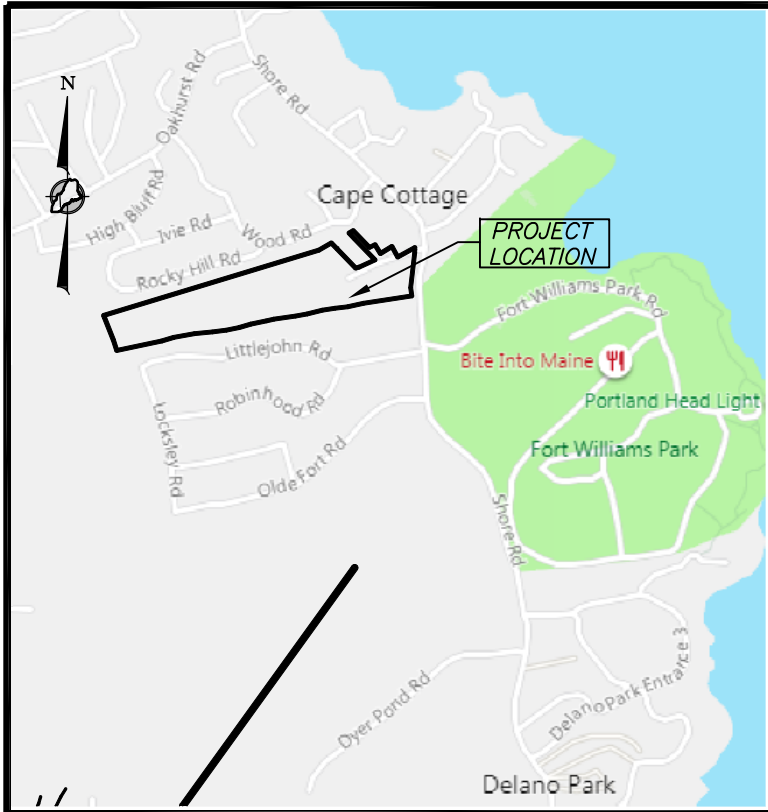 N
Oakhurst Rd
Shore Rd
Cape Cottage
High Bluff Rd
Ivie Rd
Wood Rd
Rocky Hill Rd
PROJECT
LOCATION
Fort Williams Park Rd
Littlejohn Rd
Bite Into Maine
Robinhood Rd
Portland Head Light
Locksley Rd
Fort Williams Park
Olde Fort Rd
Shore Rd
Dyer Pond Rd
Delano Park Entrance 3
Delano Park